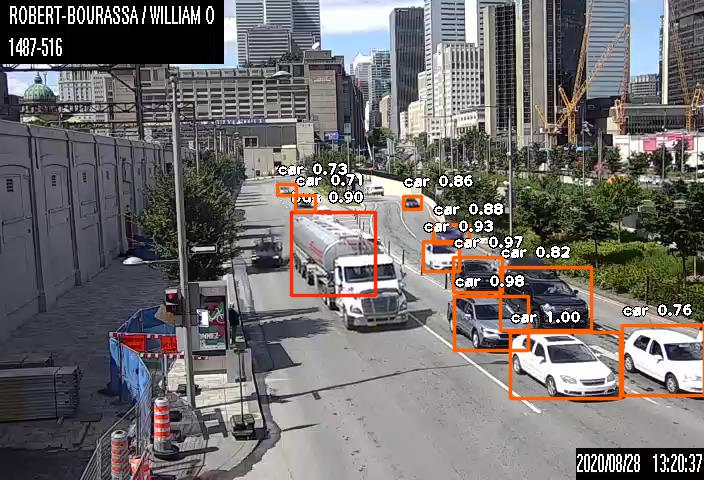 ROBERT-BOURASSA / WILLIAM O
1487-516
car 0.73
car 0.71
car 0.86
0.90
car 0.88
car 0.93
car 0.97
car 0.82
car 0.98
car 0.76
car 1.00
2020/08/28 13:20:37